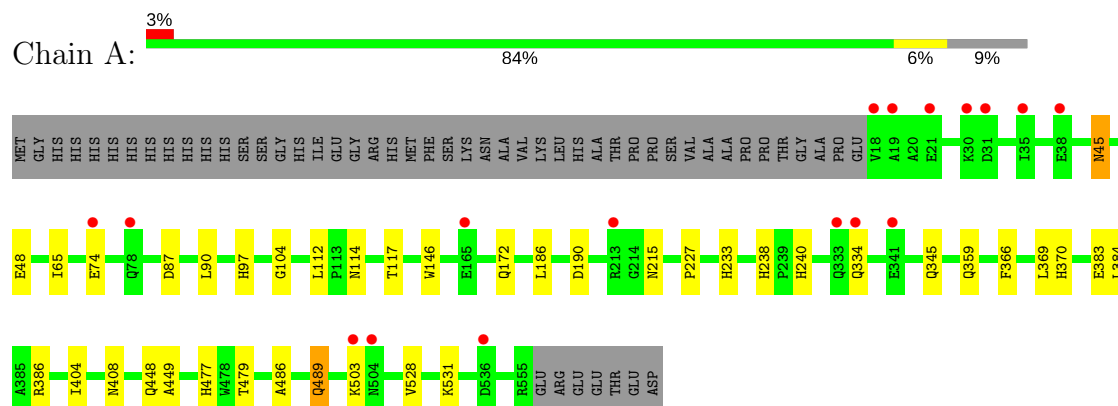 3%
Chain A:
84% 6% 9%
MET GLY HIS HIS HIS HIS HIS HIS HIS HIS HIS HIS SER SER GLY HIS ILE GLU GLY ARG HIS MET PHE SER LYS ASN ALA VAL LYS LEU HIS ALA THR PRO PRO SER VAL ALA ALA PRO PRO THR GLY ALA PRO GLU V18 A19 A20 E21 K30 D31 I35 E38 N45
E48 I65 E74 Q78 D87 L90 H97 G104 L112 P113 N114 T117 W146 E165 Q172 L186 D190 R213 G214 N215 P227 H233 H238 P239 H240 Q333 Q334 E341 Q345 Q359 F366 L369 H370 E383 L384
A385 R386 I404 N408 Q448 A449 H477 W478 T479 A486 Q489 K503 N504 V528 K531 D536 R555 GLU ARG GLU GLU THR GLU ASP